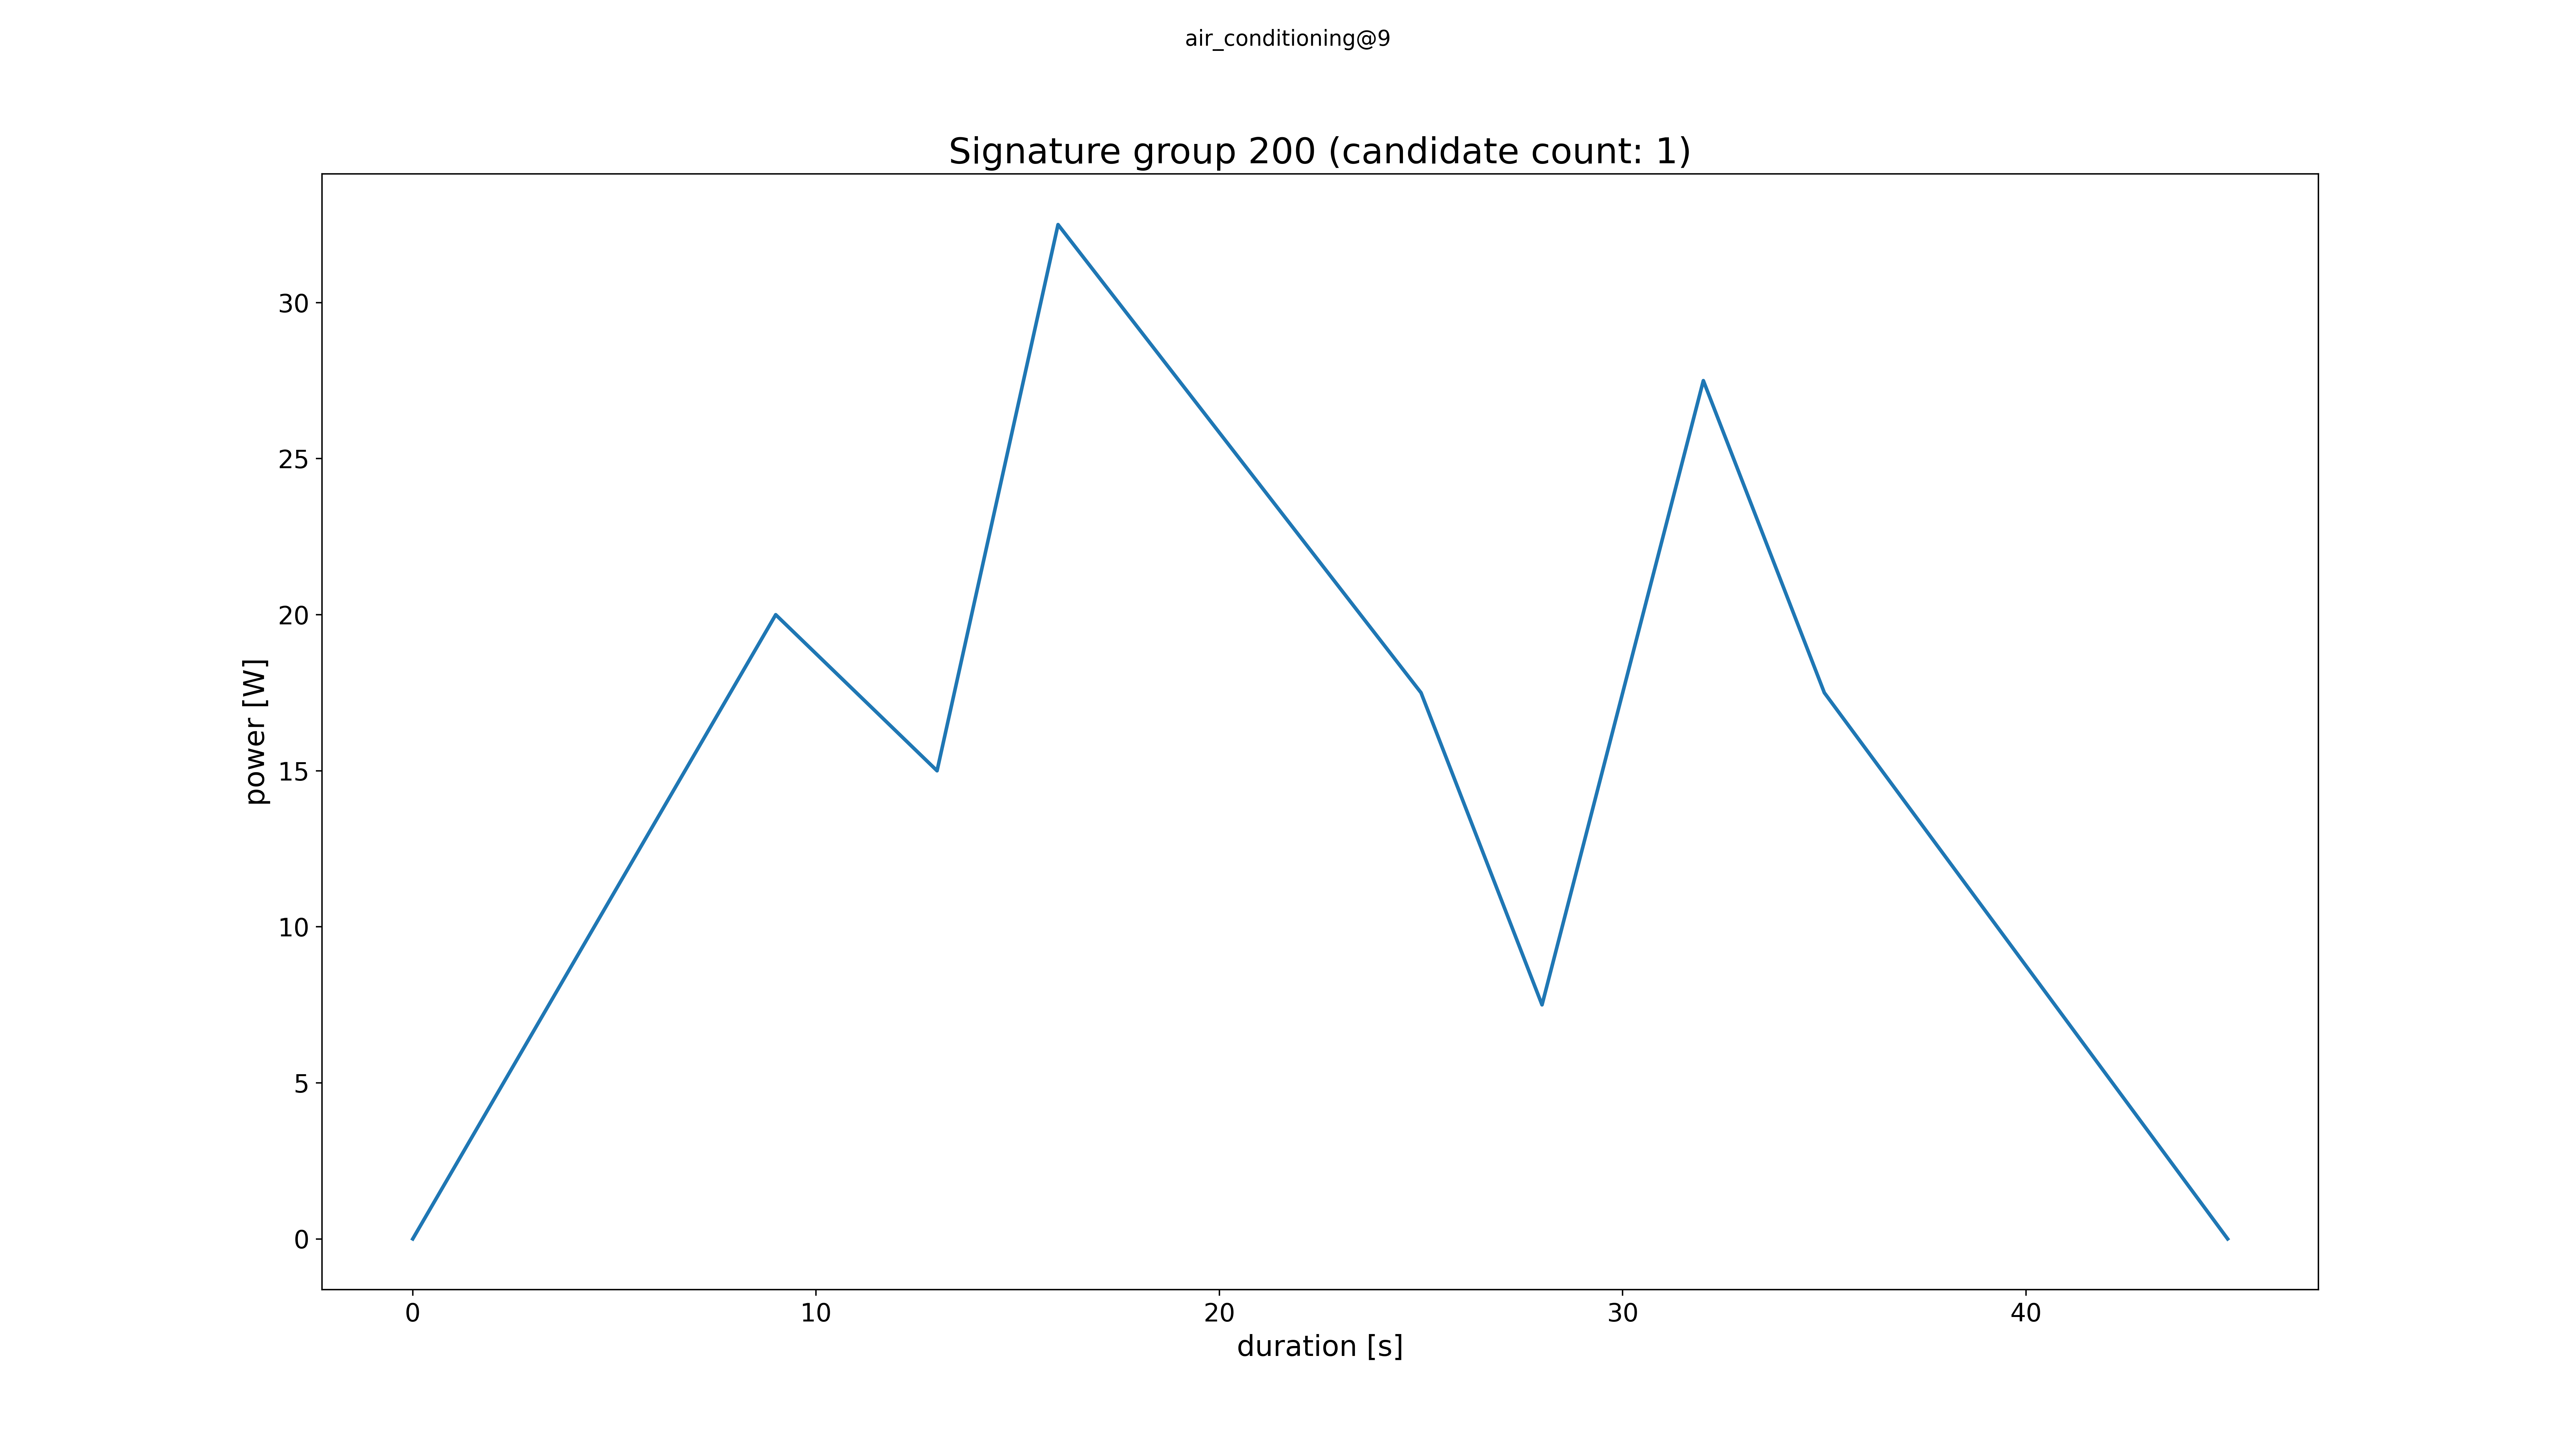 air_conditioning@9
Signature group 200 (candidate count: 1)
power [W]
30
25
20
15
10
5
0
0 10 20 30 40
duration [s]